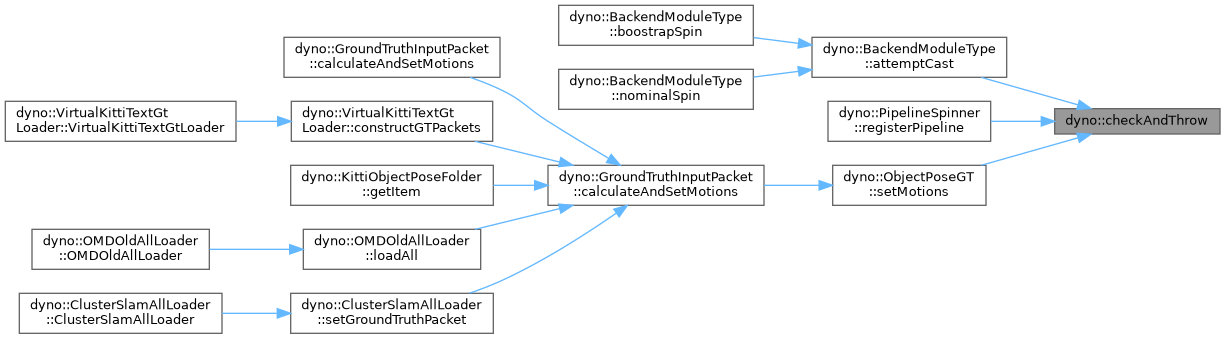 dyno::BackendModuleType
::boostrapSpin
dyno::GroundTruthInputPacket
::calculateAndSetMotions
dyno::BackendModuleType
::attemptCast
dyno::BackendModuleType
::nominalSpin
dyno::VirtualKittiTextGt
Loader::VirtualKittiTextGtLoader
dyno::VirtualKittiTextGt
Loader::constructGTPackets
dyno::PipelineSpinner
::registerPipeline
dyno::checkAndThrow
dyno::KittiObjectPoseFolder
::getItem
dyno::GroundTruthInputPacket
::calculateAndSetMotions
dyno::ObjectPoseGT
::setMotions
dyno::OMDOldAllLoader
::OMDOldAllLoader
dyno::OMDOldAllLoader
::loadAll
dyno::ClusterSlamAllLoader
::ClusterSlamAllLoader
dyno::ClusterSlamAllLoader
::setGroundTruthPacket